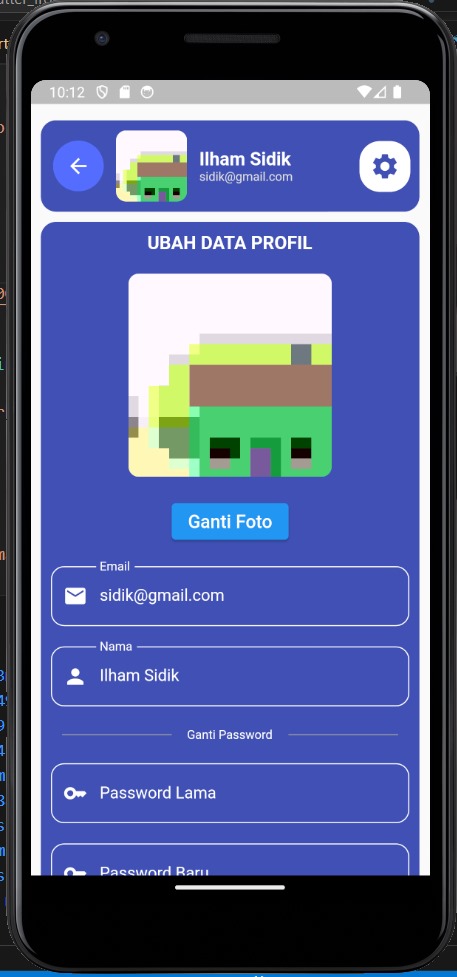 10:12
Ilham Sidik
sidik@gmail.com
UBAH DATA PROFIL
Ganti Foto
Email
sidik@gmail.com
Nama
Ilham Sidik
Ganti Password
Password Lama
Password Baru